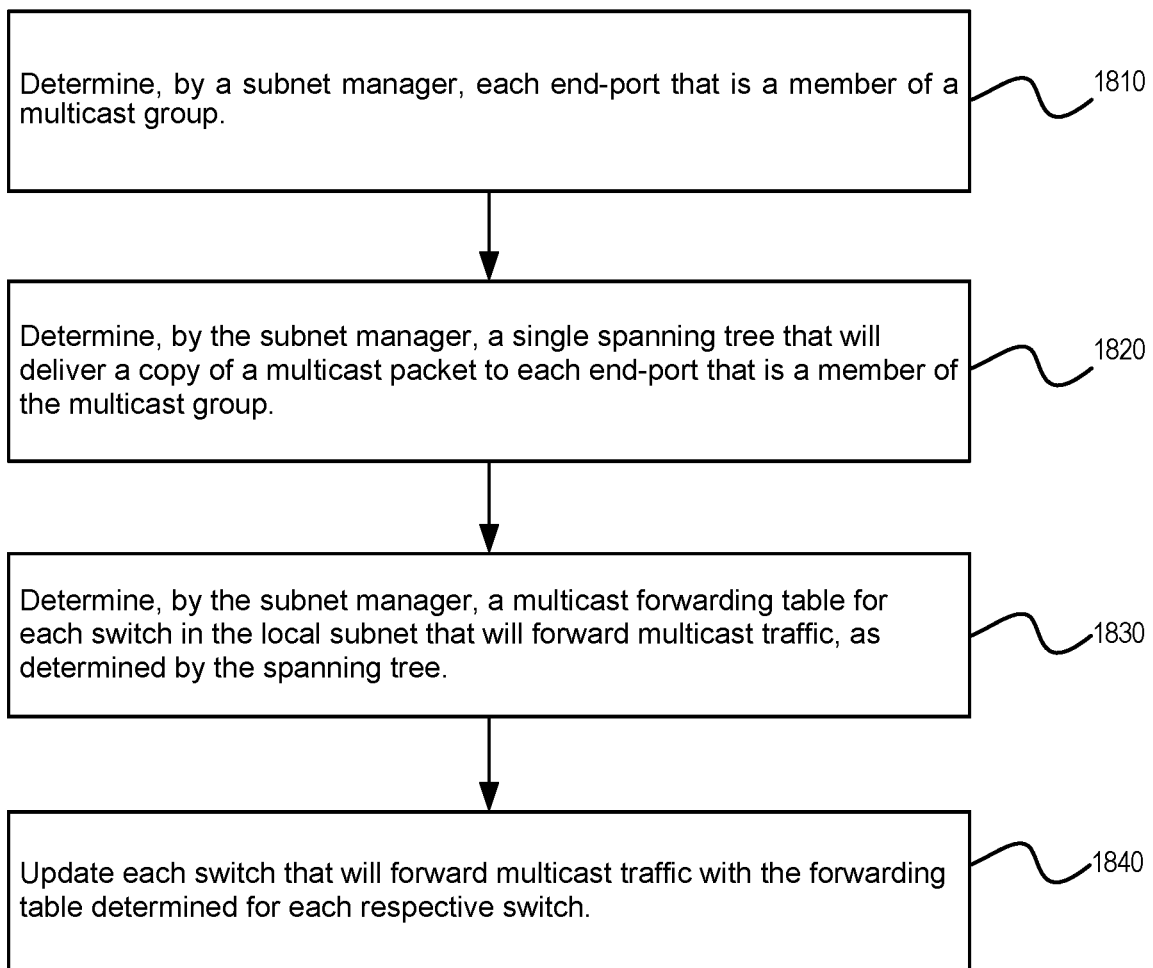 Determine, by a subnet manager, each end-port that is a member of a
multicast group.
1810
Determine, by the subnet manager, a single spanning tree that will
deliver a copy of a multicast packet to each end-port that is a member of
the multicast group.
1820
Determine, by the subnet manager, a multicast forwarding table for
each switch in the local subnet that will forward multicast traffic, as
determined by the spanning tree.
1830
Update each switch that will forward multicast traffic with the forwarding
table determined for each respective switch.
1840